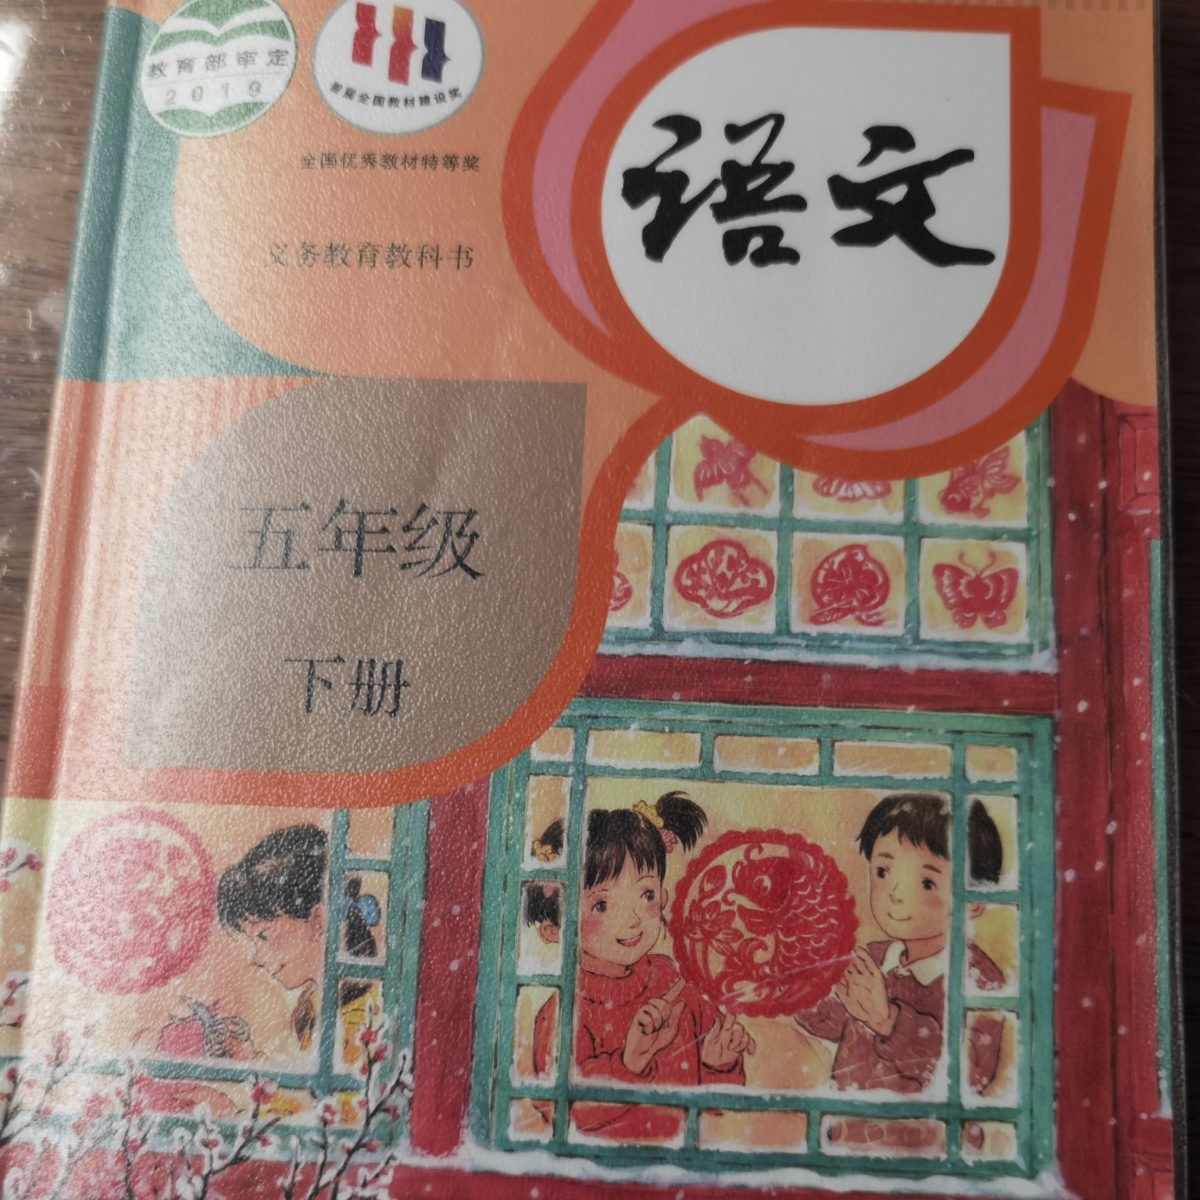 教育部审定
2019
首届全国教材建设奖
全国优秀教材特等奖
义务教育教科书
语文
五年级
下册